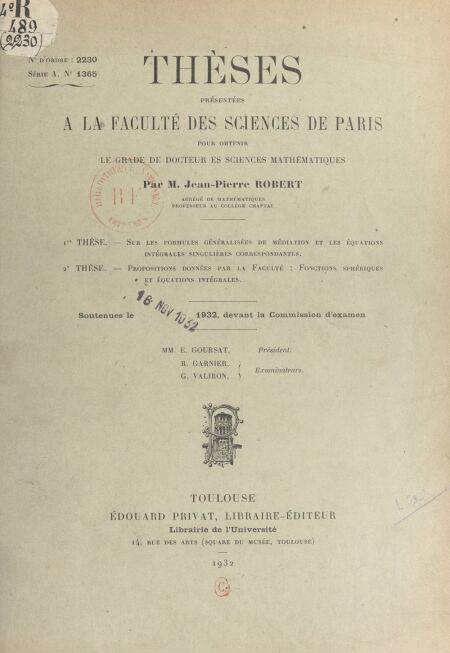 4º R
489
(2230)
Nº D'ORDRE : 2230
SÉRIE A. Nº 1365
THÈSES
PRÉSENTÉES
A LA FACULTÉ DES SCIENCES DE PARIS
POUR OBTENIR
LE GRADE DE DOCTEUR ES SCIENCES MATHÉMATIQUES
Par M. Jean-Pierre ROBERT
AGRÉGÉ DE MATHÉMATIQUES
PROFESSEUR AU COLLÈGE CHAPTAL
1re THÈSE. — SUR LES FORMULES GÉNÉRALISÉES DE MÉDIATION ET LES ÉQUATIONS
INTÉGRALES SINGULIÈRES CORRESPONDANTES.
2e THÈSE. — PROPOSITIONS DONNÉES PAR LA FACULTÉ : FONCTIONS SPHÉRIQUES
ET ÉQUATIONS INTÉGRALES.
Soutenues le 16 NOV 1932 1932, devant la Commission d'examen
MM. E. GOURSAT, Président.
R. GARNIER,
G. VALIRON, Examinateurs.
TOULOUSE
ÉDOUARD PRIVAT, LIBRAIRE-ÉDITEUR
Librairie de l'Université
14, RUE DES ARTS (SQUARE DU MUSÉE, TOULOUSE)
1932